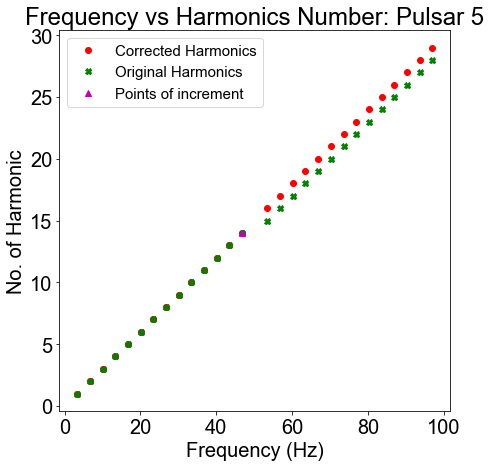 Frequency vs Harmonics Number: Pulsar 5
Corrected Harmonics
Original Harmonics
Points of increment
No. of Harmonic
30
25
20
15
10
5
0
0 20 40 60 80 100
Frequency (Hz)